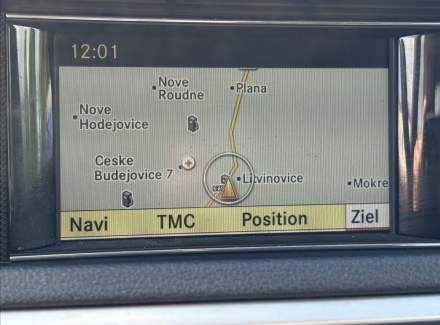 12:01
Nove
Roudne
Plana
Nove
Hodejovice
Ceske
Budejovice 7
Litvinovice
Mokre
Navi
TMC
Position
Ziel